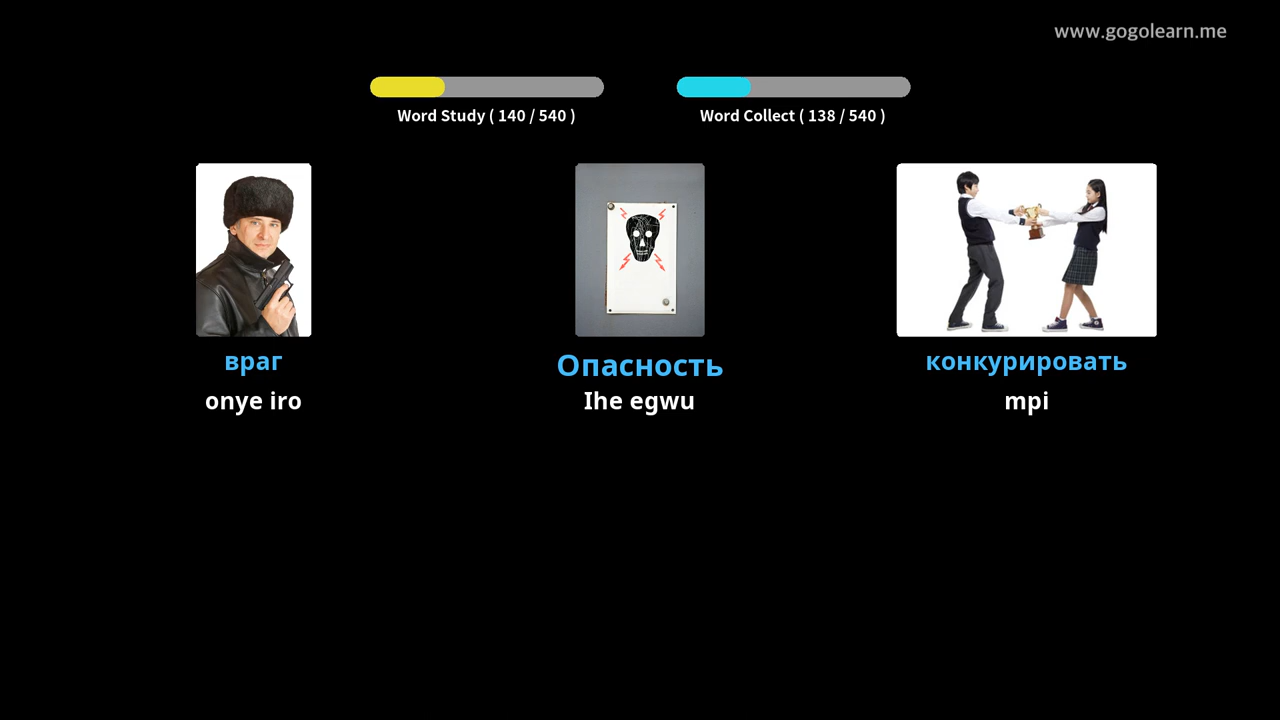 www.gogolearn.me
Word Study ( 140 / 540 )
Word Collect ( 138 / 540 )
враг
Опасность
конкурировать
onye iro
Ihe egwu
mpi